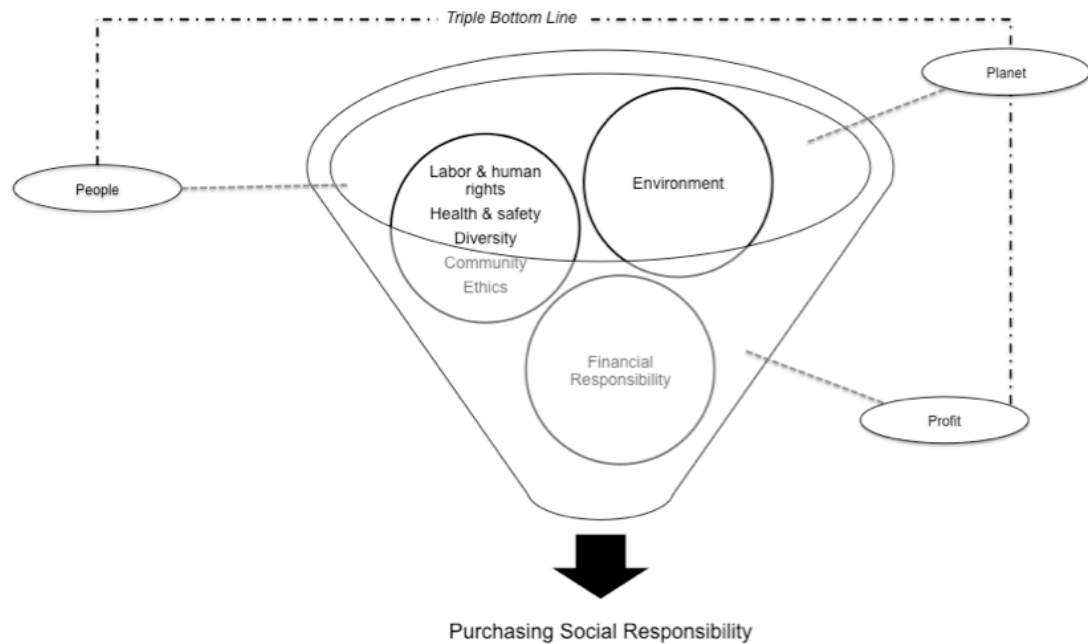 Triple Bottom Line
Planet
People
Labor & human
rights
Health & safety
Diversity
Community
Ethics
Environment
Financial
Responsibility
Profit
Purchasing Social Responsibility